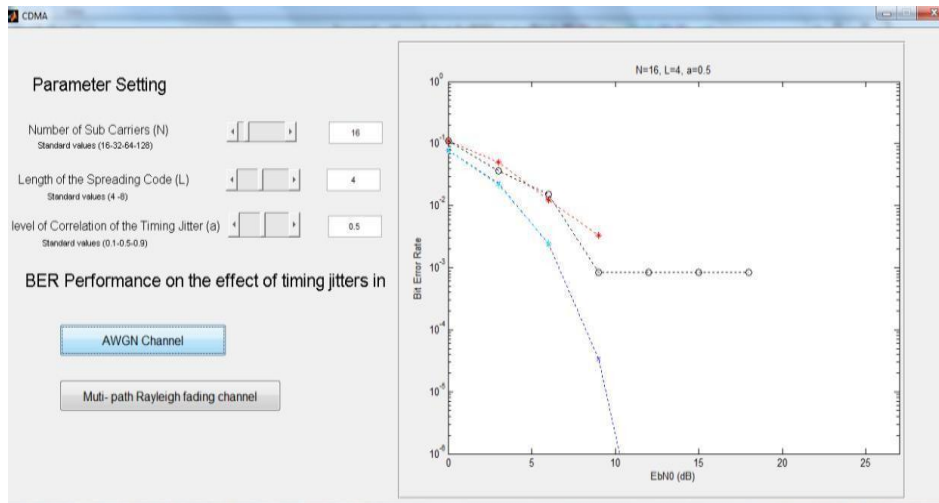 CDMA
Parameter Setting
Number of Sub Carriers (N)
Standard values (16-32-64-128)
16
Length of the Spreading Code (L)
Standard values (4 -8)
4
level of Correlation of the Timing Jitter (a)
Standard values (0.1-0.5-0.9)
0.5
BER Performance on the effect of timing jitters in
AWGN Channel
Muti- path Rayleigh fading channel
N=16, L=4, a=0.5
Bit Error Rate
10^0
10^-1
10^-2
10^-3
10^-4
10^-5
10^-6
0 5 10 15 20 25
EbN0 (dB)